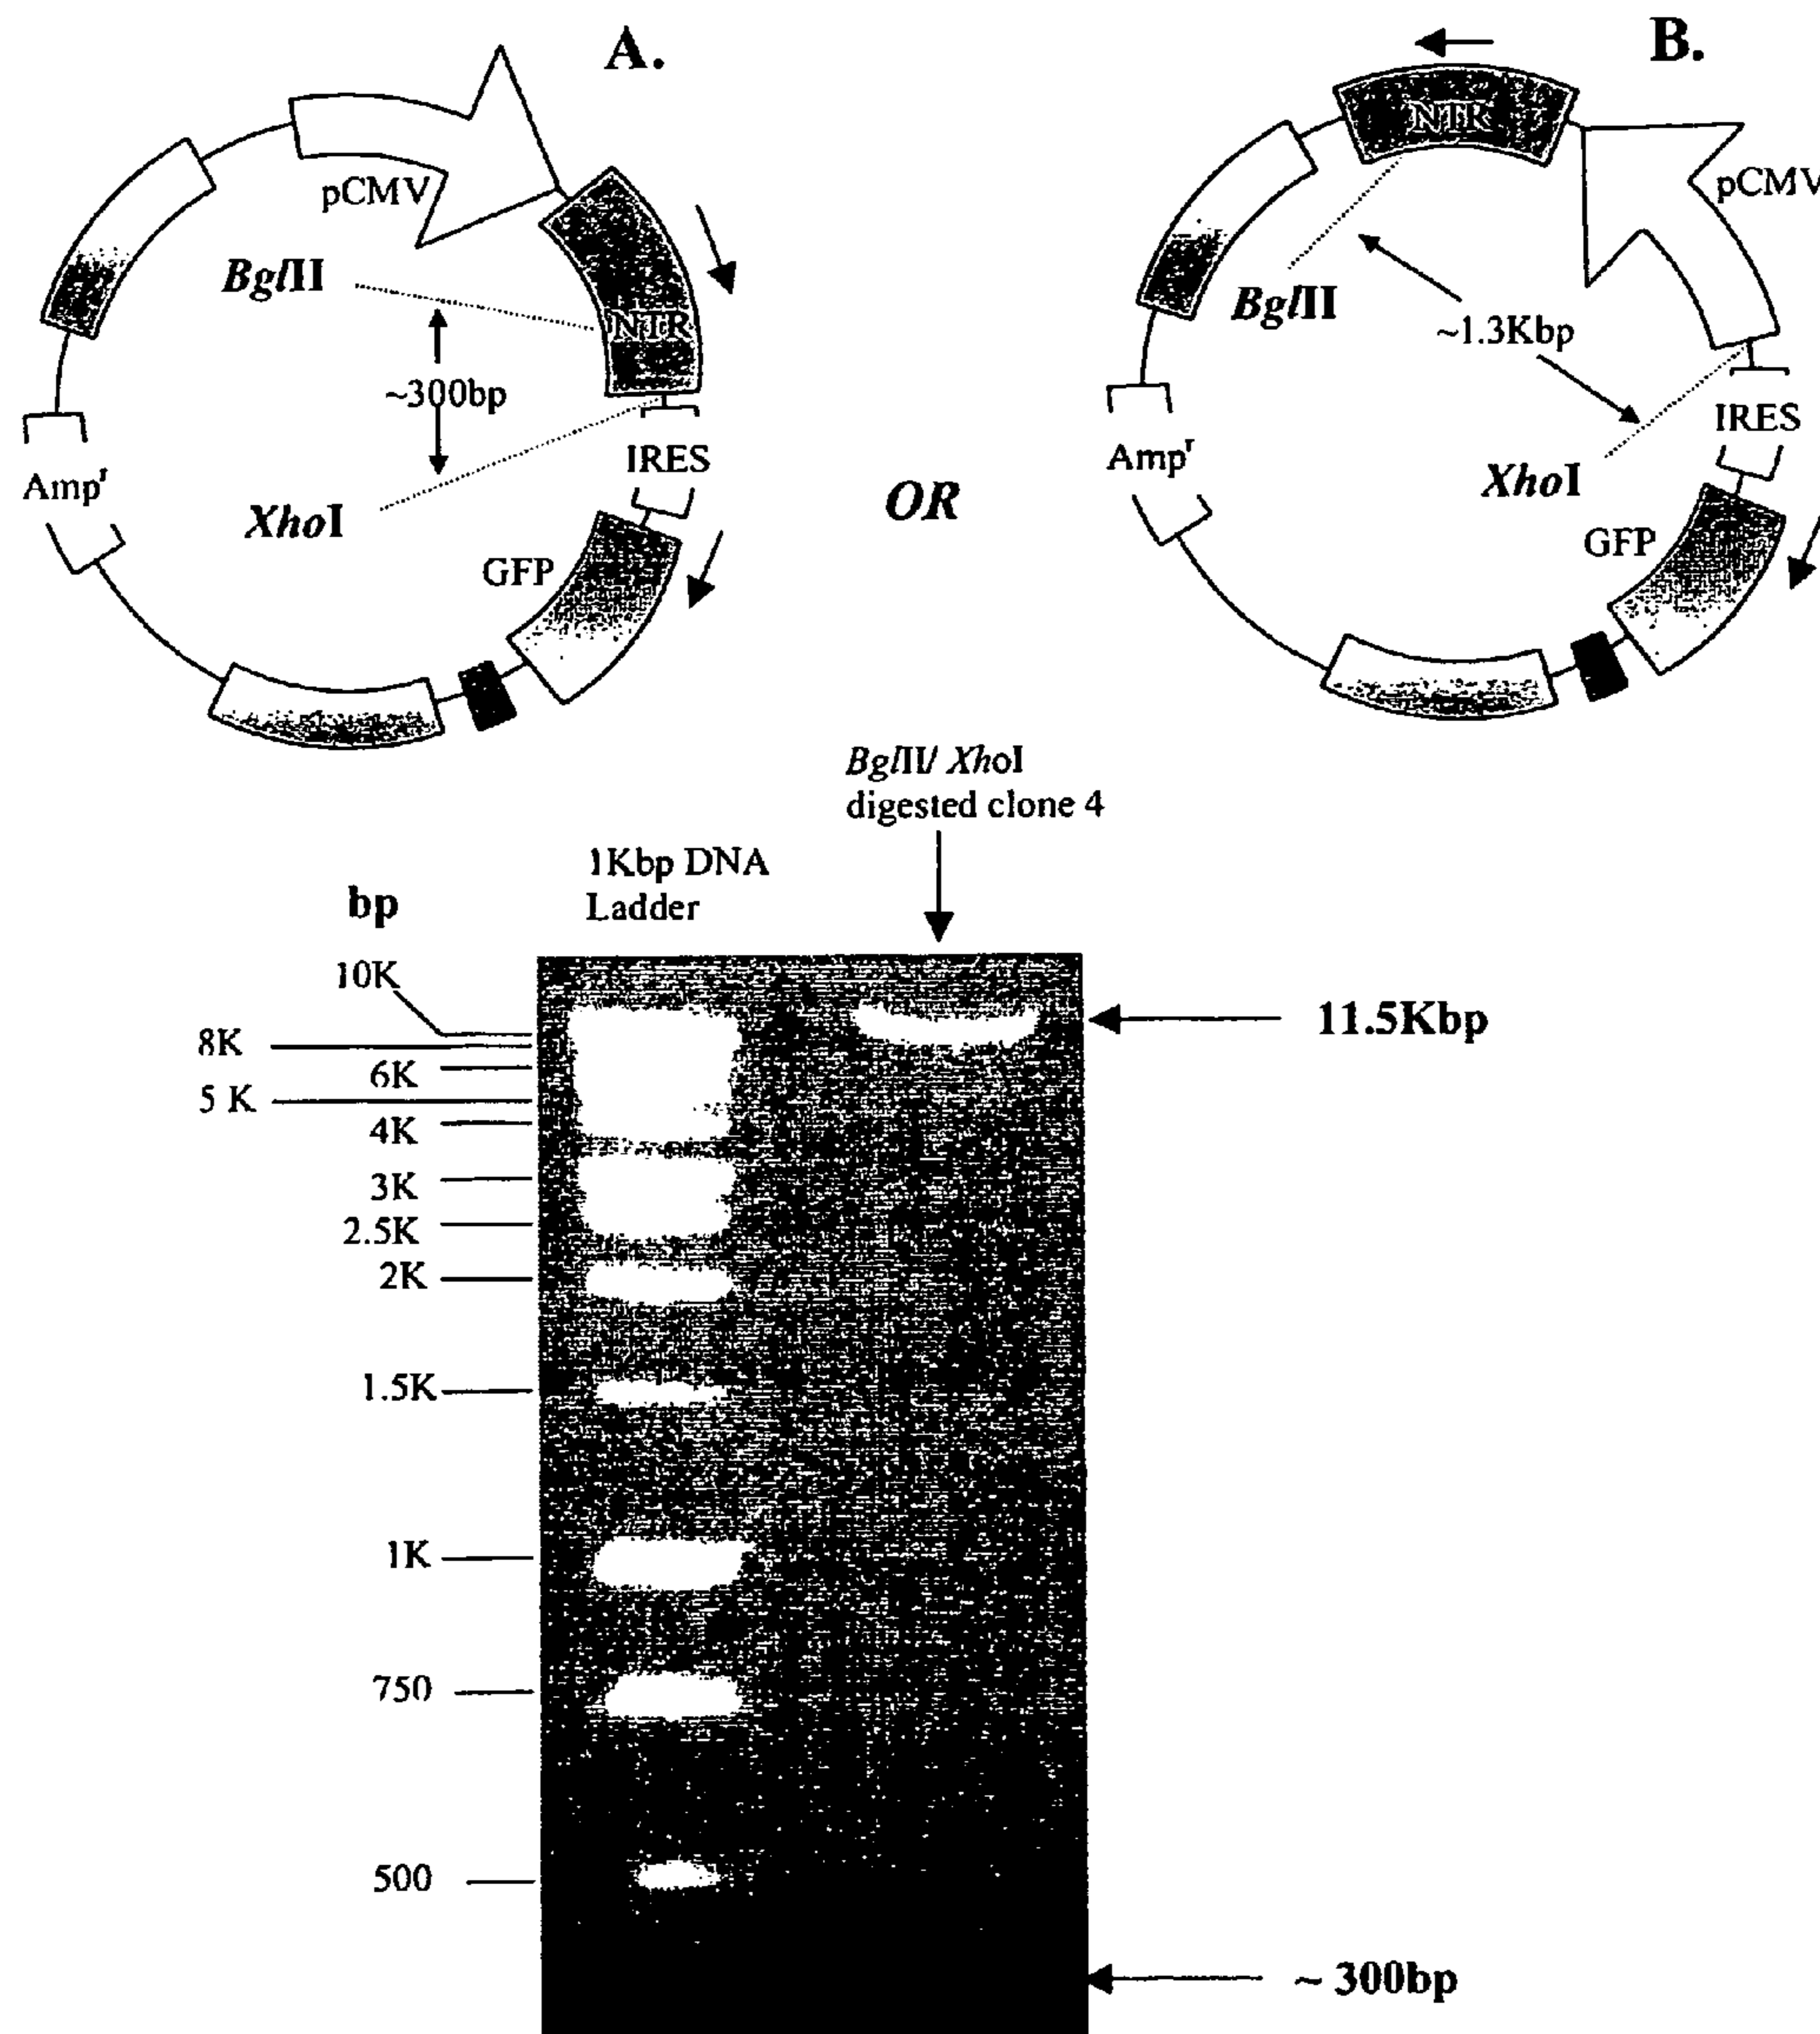 A.
pCMV
BglII
NTR
~300bp
XhoI
IRES
GFP
Ampʳ
OR
B.
NTR
pCMV
BglII
~1.3Kbp
XhoI
IRES
GFP
Ampʳ
BglII/ XhoI
digested clone 4
1Kbp DNA
Ladder
bp
10K
8K
6K
5 K
4K
3K
2.5K
2K
1.5K
1K
750
500
11.5Kbp
~ 300bp